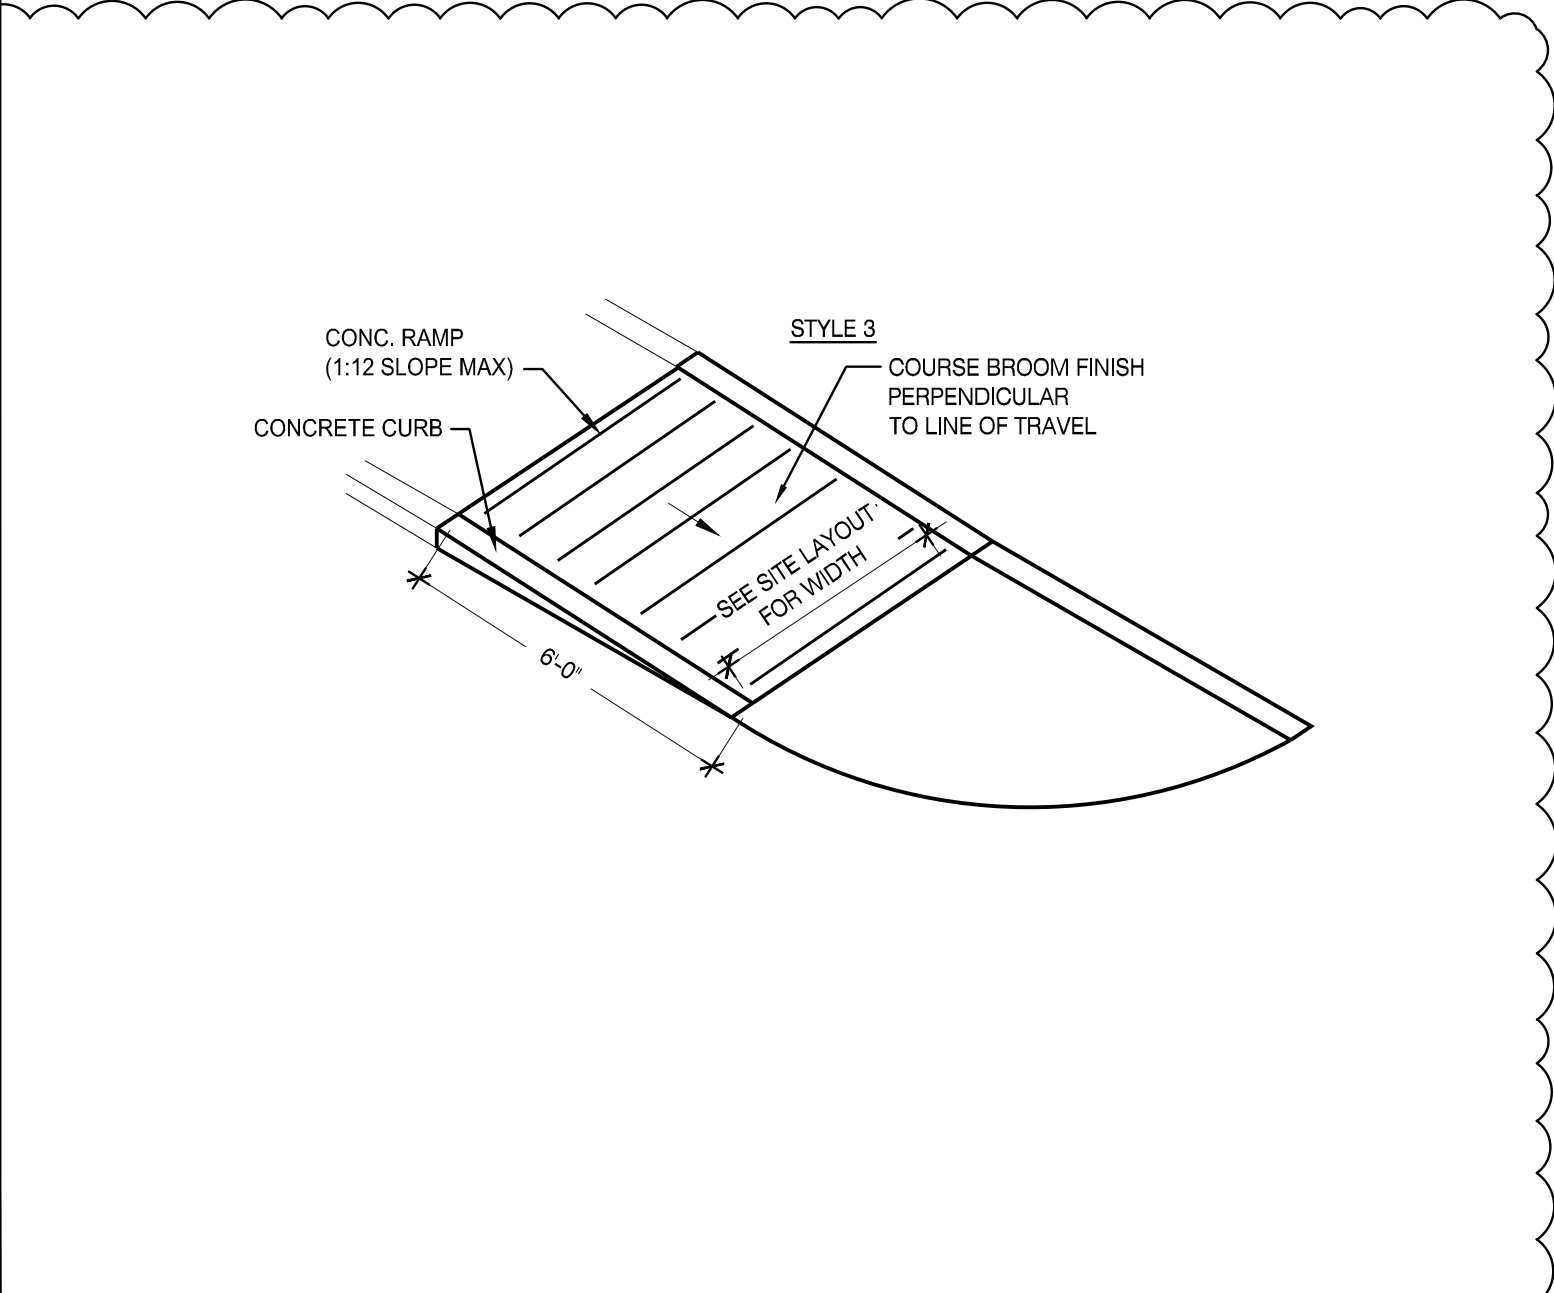 STYLE 3
CONC. RAMP
(1:12 SLOPE MAX)
COURSE BROOM FINISH
PERPENDICULAR
TO LINE OF TRAVEL
CONCRETE CURB
SEE SITE LAYOUT
FOR WIDTH
6'-0"